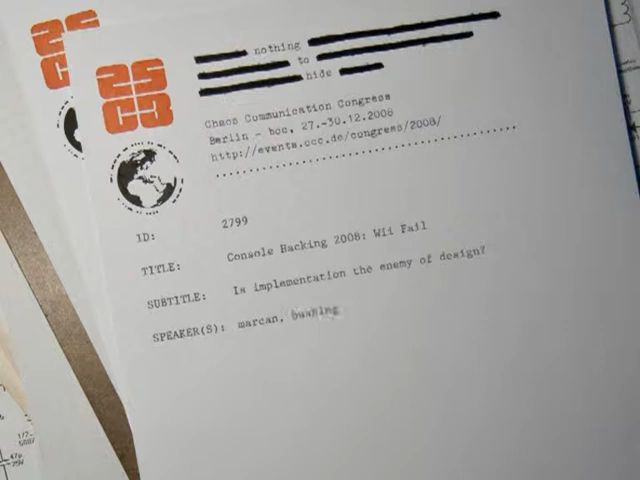 25
C3
nothing
to
hide
Chaos Communication Congress
Berlin - bcc, 27.-30.12.2008
http://events.ccc.de/congress/2008/
ID: 2799
TITLE: Console Hacking 2008: Wii Fail
SUBTITLE: Is implementation the enemy of design?
SPEAKER(S): marcan, bushing